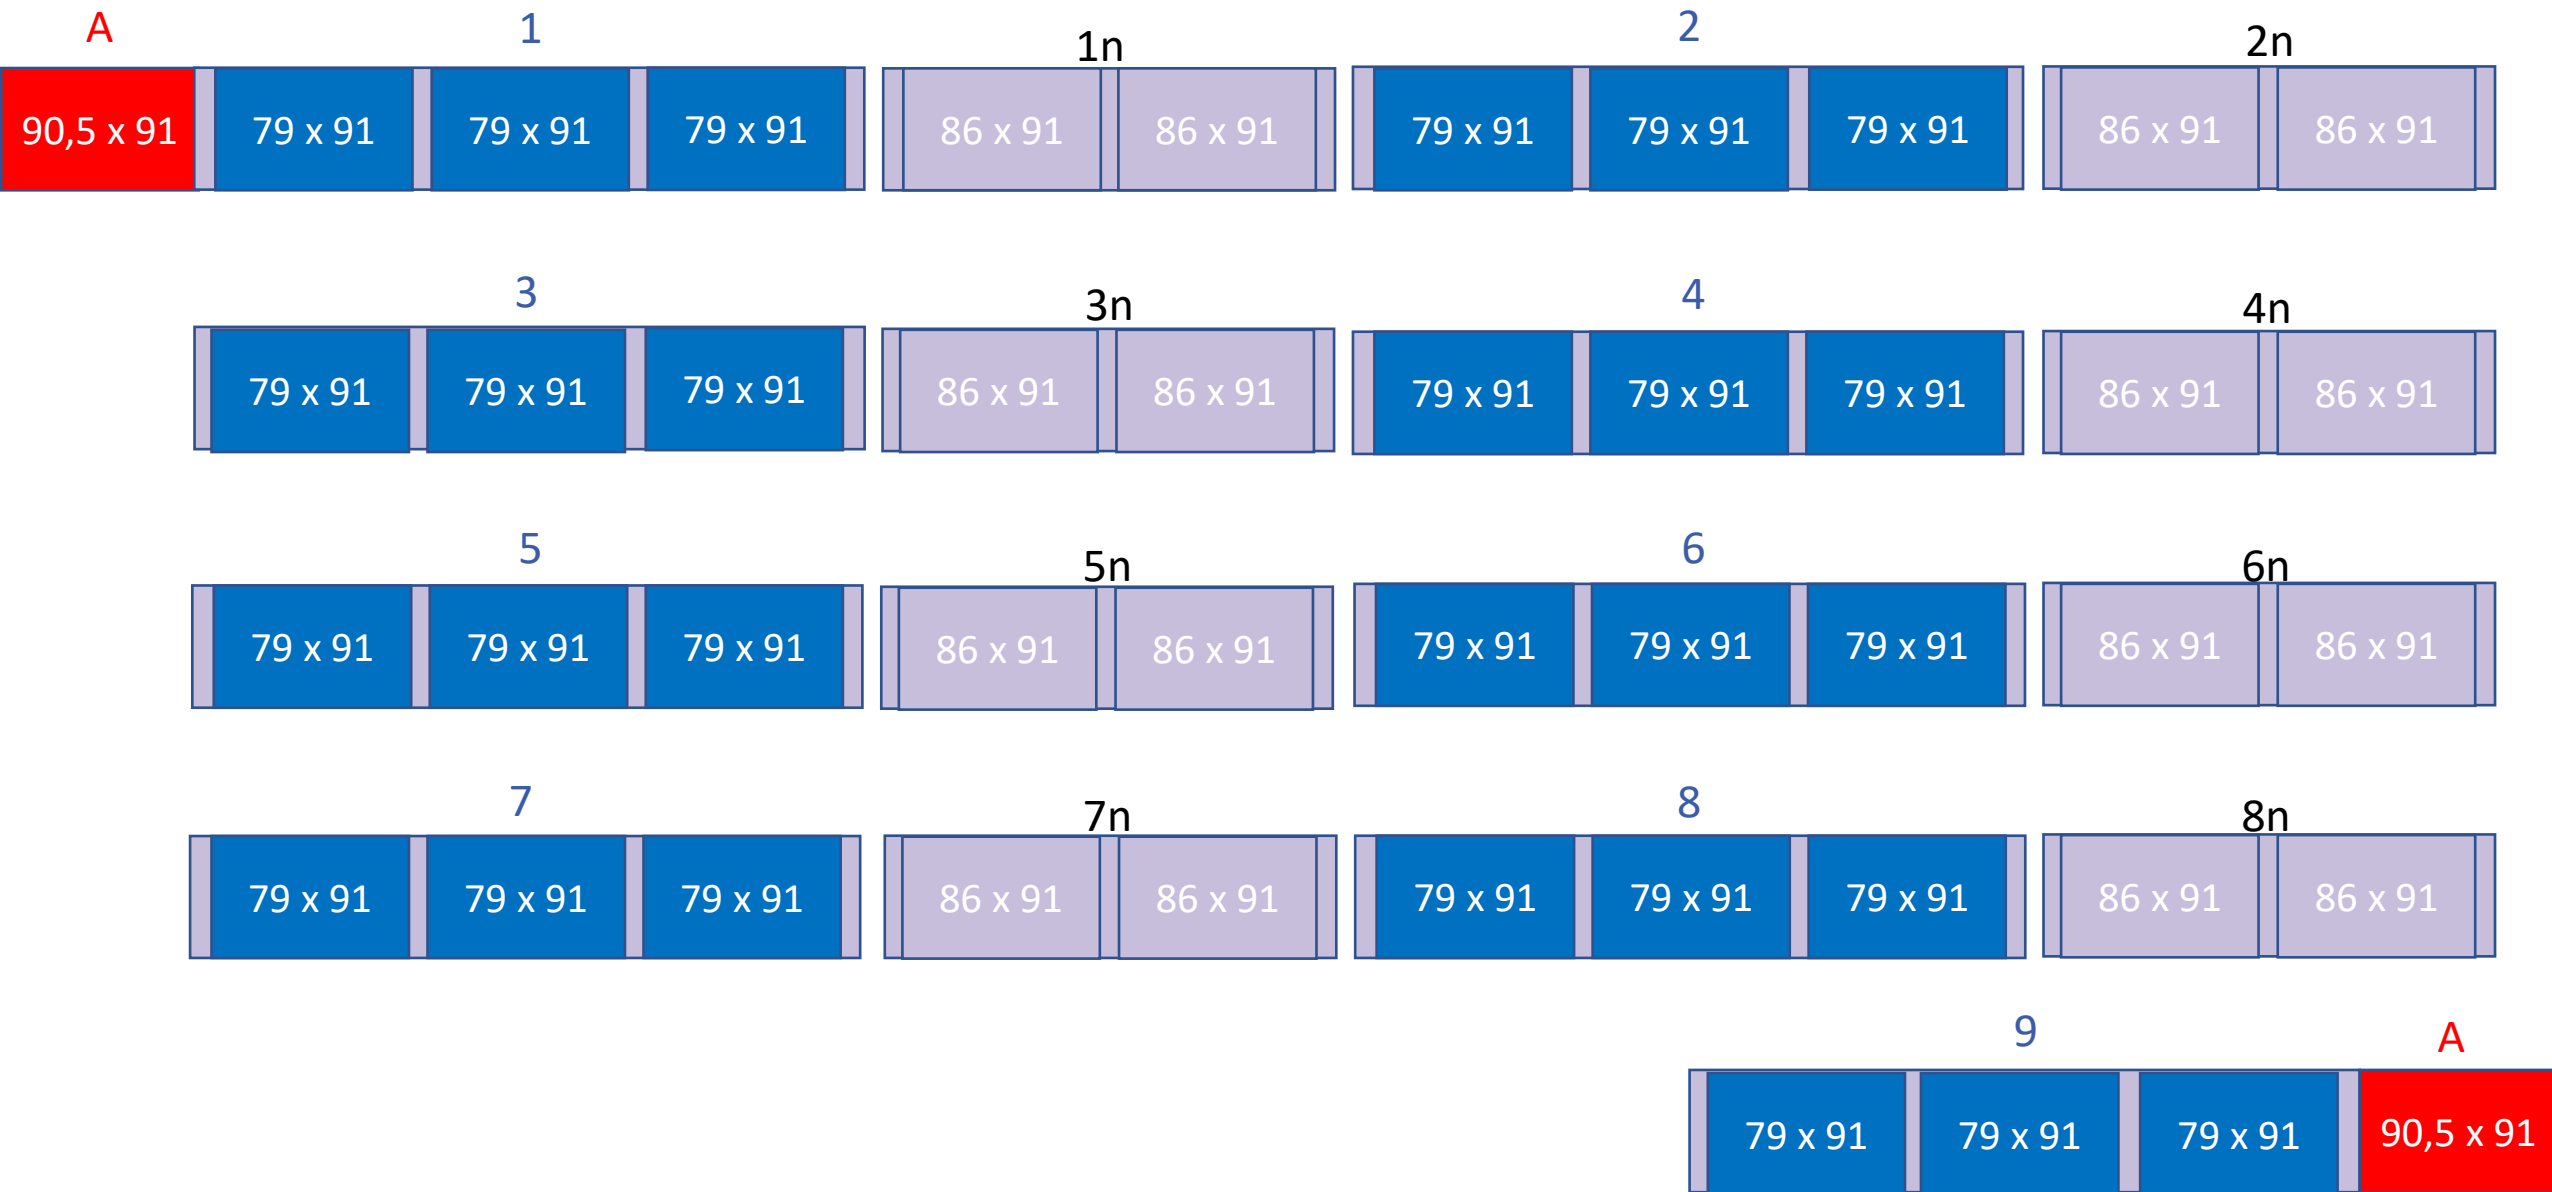 A 1 1n 2 2n
90,5 x 91 79 x 91 79 x 91 79 x 91 86 x 91 86 x 91 79 x 91 79 x 91 79 x 91 86 x 91 86 x 91
3 3n 4 4n
79 x 91 79 x 91 79 x 91 86 x 91 86 x 91 79 x 91 79 x 91 79 x 91 86 x 91 86 x 91
5 5n 6 6n
79 x 91 79 x 91 79 x 91 86 x 91 86 x 91 79 x 91 79 x 91 79 x 91 86 x 91 86 x 91
7 7n 8 8n
79 x 91 79 x 91 79 x 91 86 x 91 86 x 91 79 x 91 79 x 91 79 x 91 86 x 91 86 x 91
9 A
79 x 91 79 x 91 79 x 91 90,5 x 91